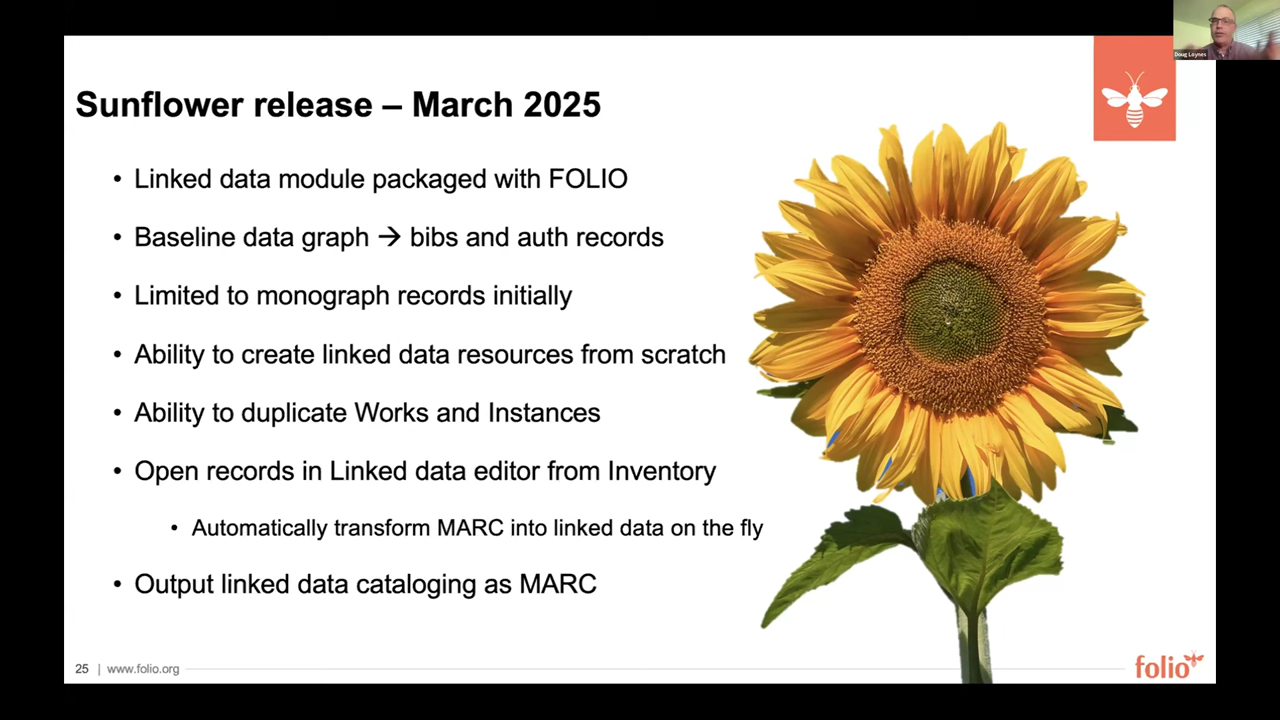 Doug Loynes
Sunflower release – March 2025
• Linked data module packaged with FOLIO
• Baseline data graph → bibs and auth records
• Limited to monograph records initially
• Ability to create linked data resources from scratch
• Ability to duplicate Works and Instances
• Open records in Linked data editor from Inventory
• Automatically transform MARC into linked data on the fly
• Output linked data cataloging as MARC
25 | www.folio.org
folio